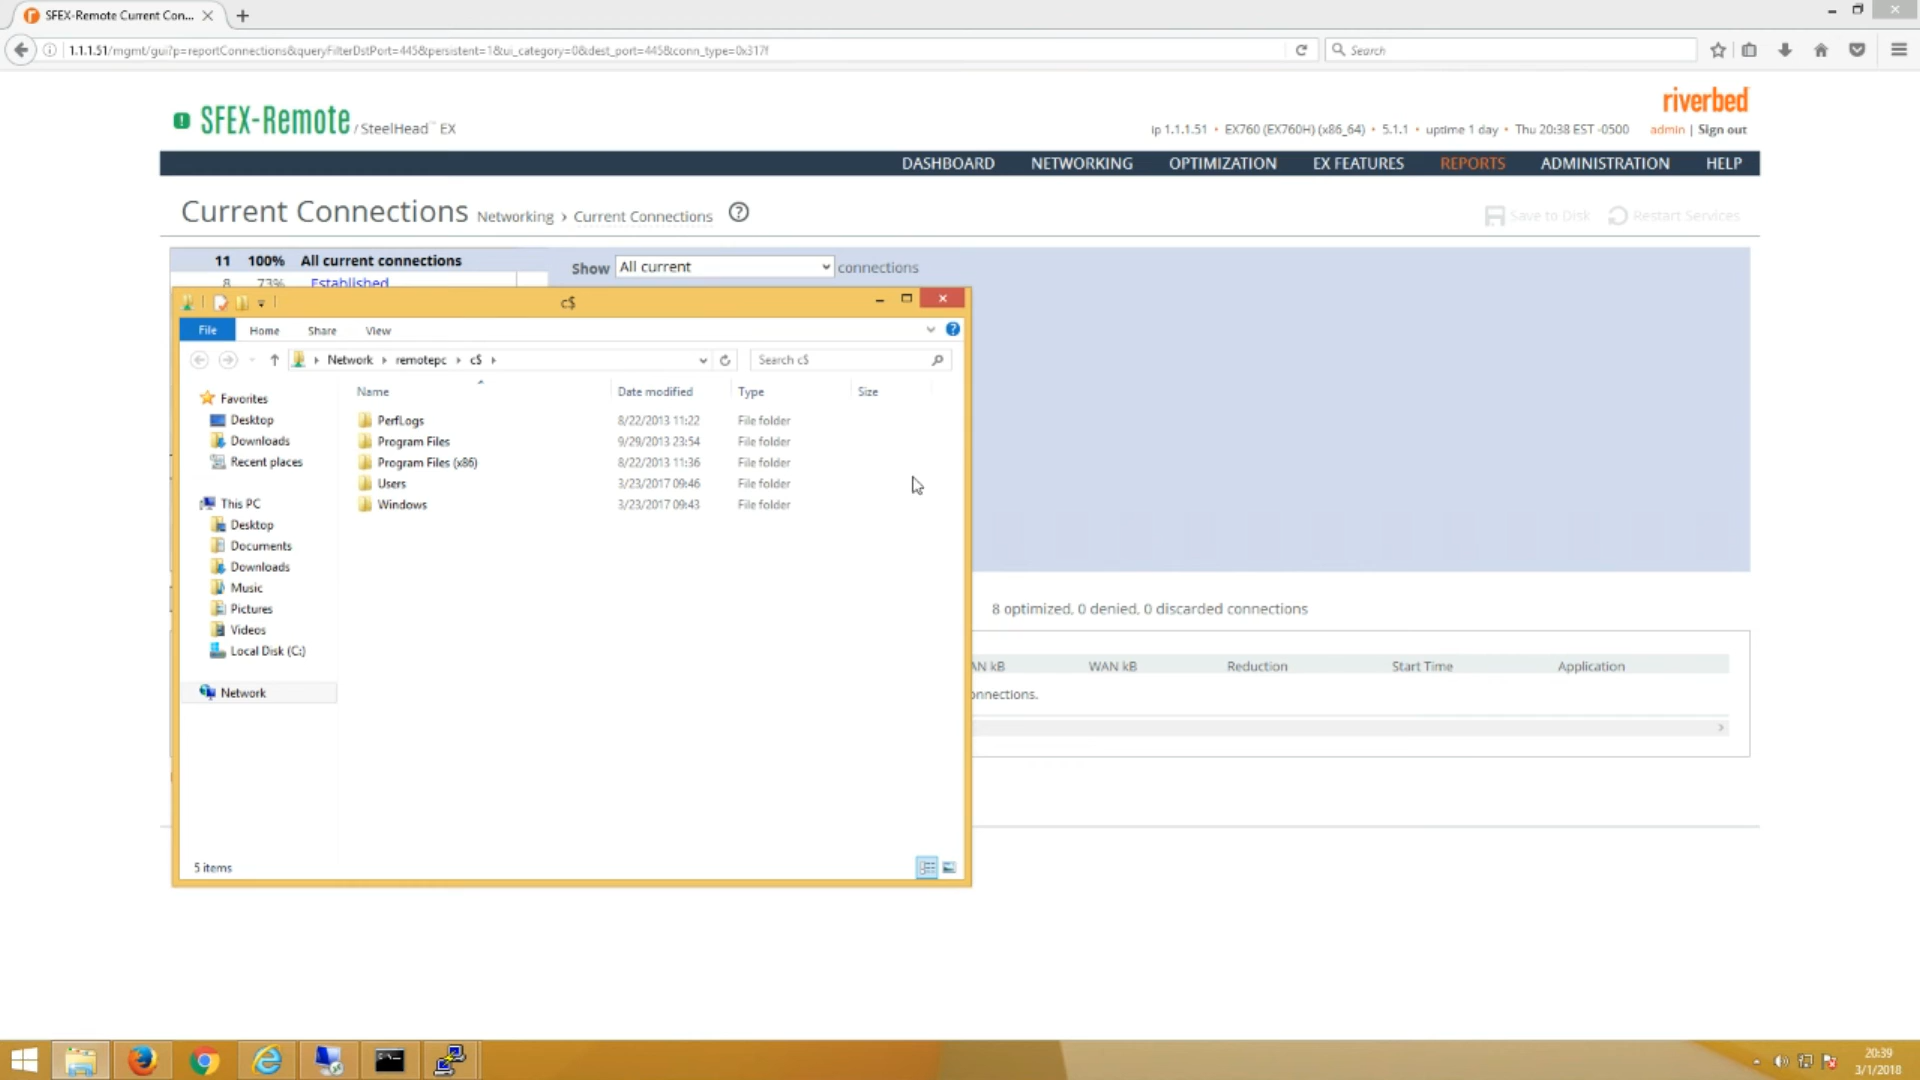 SFEX-Remote Current Con...
1.1.1.51/mgmt/gui?p=reportConnections&queryFilterDstPort=445&persistent=1&ui_category=0&dest_port=445&conn_type=0x317f
Search
SFEX-Remote / SteelHead™ EX
riverbed
ip 1.1.1.51 • EX760 (EX760H) (x86_64) • 5.1.1 • uptime 1 day • Thu 20:38 EST -0500
admin | Sign out
DASHBOARD NETWORKING OPTIMIZATION EX FEATURES REPORTS ADMINISTRATION HELP
Current Connections Networking › Current Connections ?
Save to Disk Restart Services
11 100% All current connections
8 73% Established
Show All current connections
c$
File Home Share View
Network remotepc c$
Search c$
Name Date modified Type Size
PerfLogs 8/22/2013 11:22 File folder
Program Files 9/29/2013 23:54 File folder
Program Files (x86) 8/22/2013 11:36 File folder
Users 3/23/2017 09:46 File folder
Windows 3/23/2017 09:43 File folder
Favorites
Desktop
Downloads
Recent places
This PC
Desktop
Documents
Downloads
Music
Pictures
Videos
Local Disk (C:)
Network
5 items
8 optimized, 0 denied, 0 discarded connections
AN kB WAN kB Reduction Start Time Application
onnections.
20:39
3/1/2018